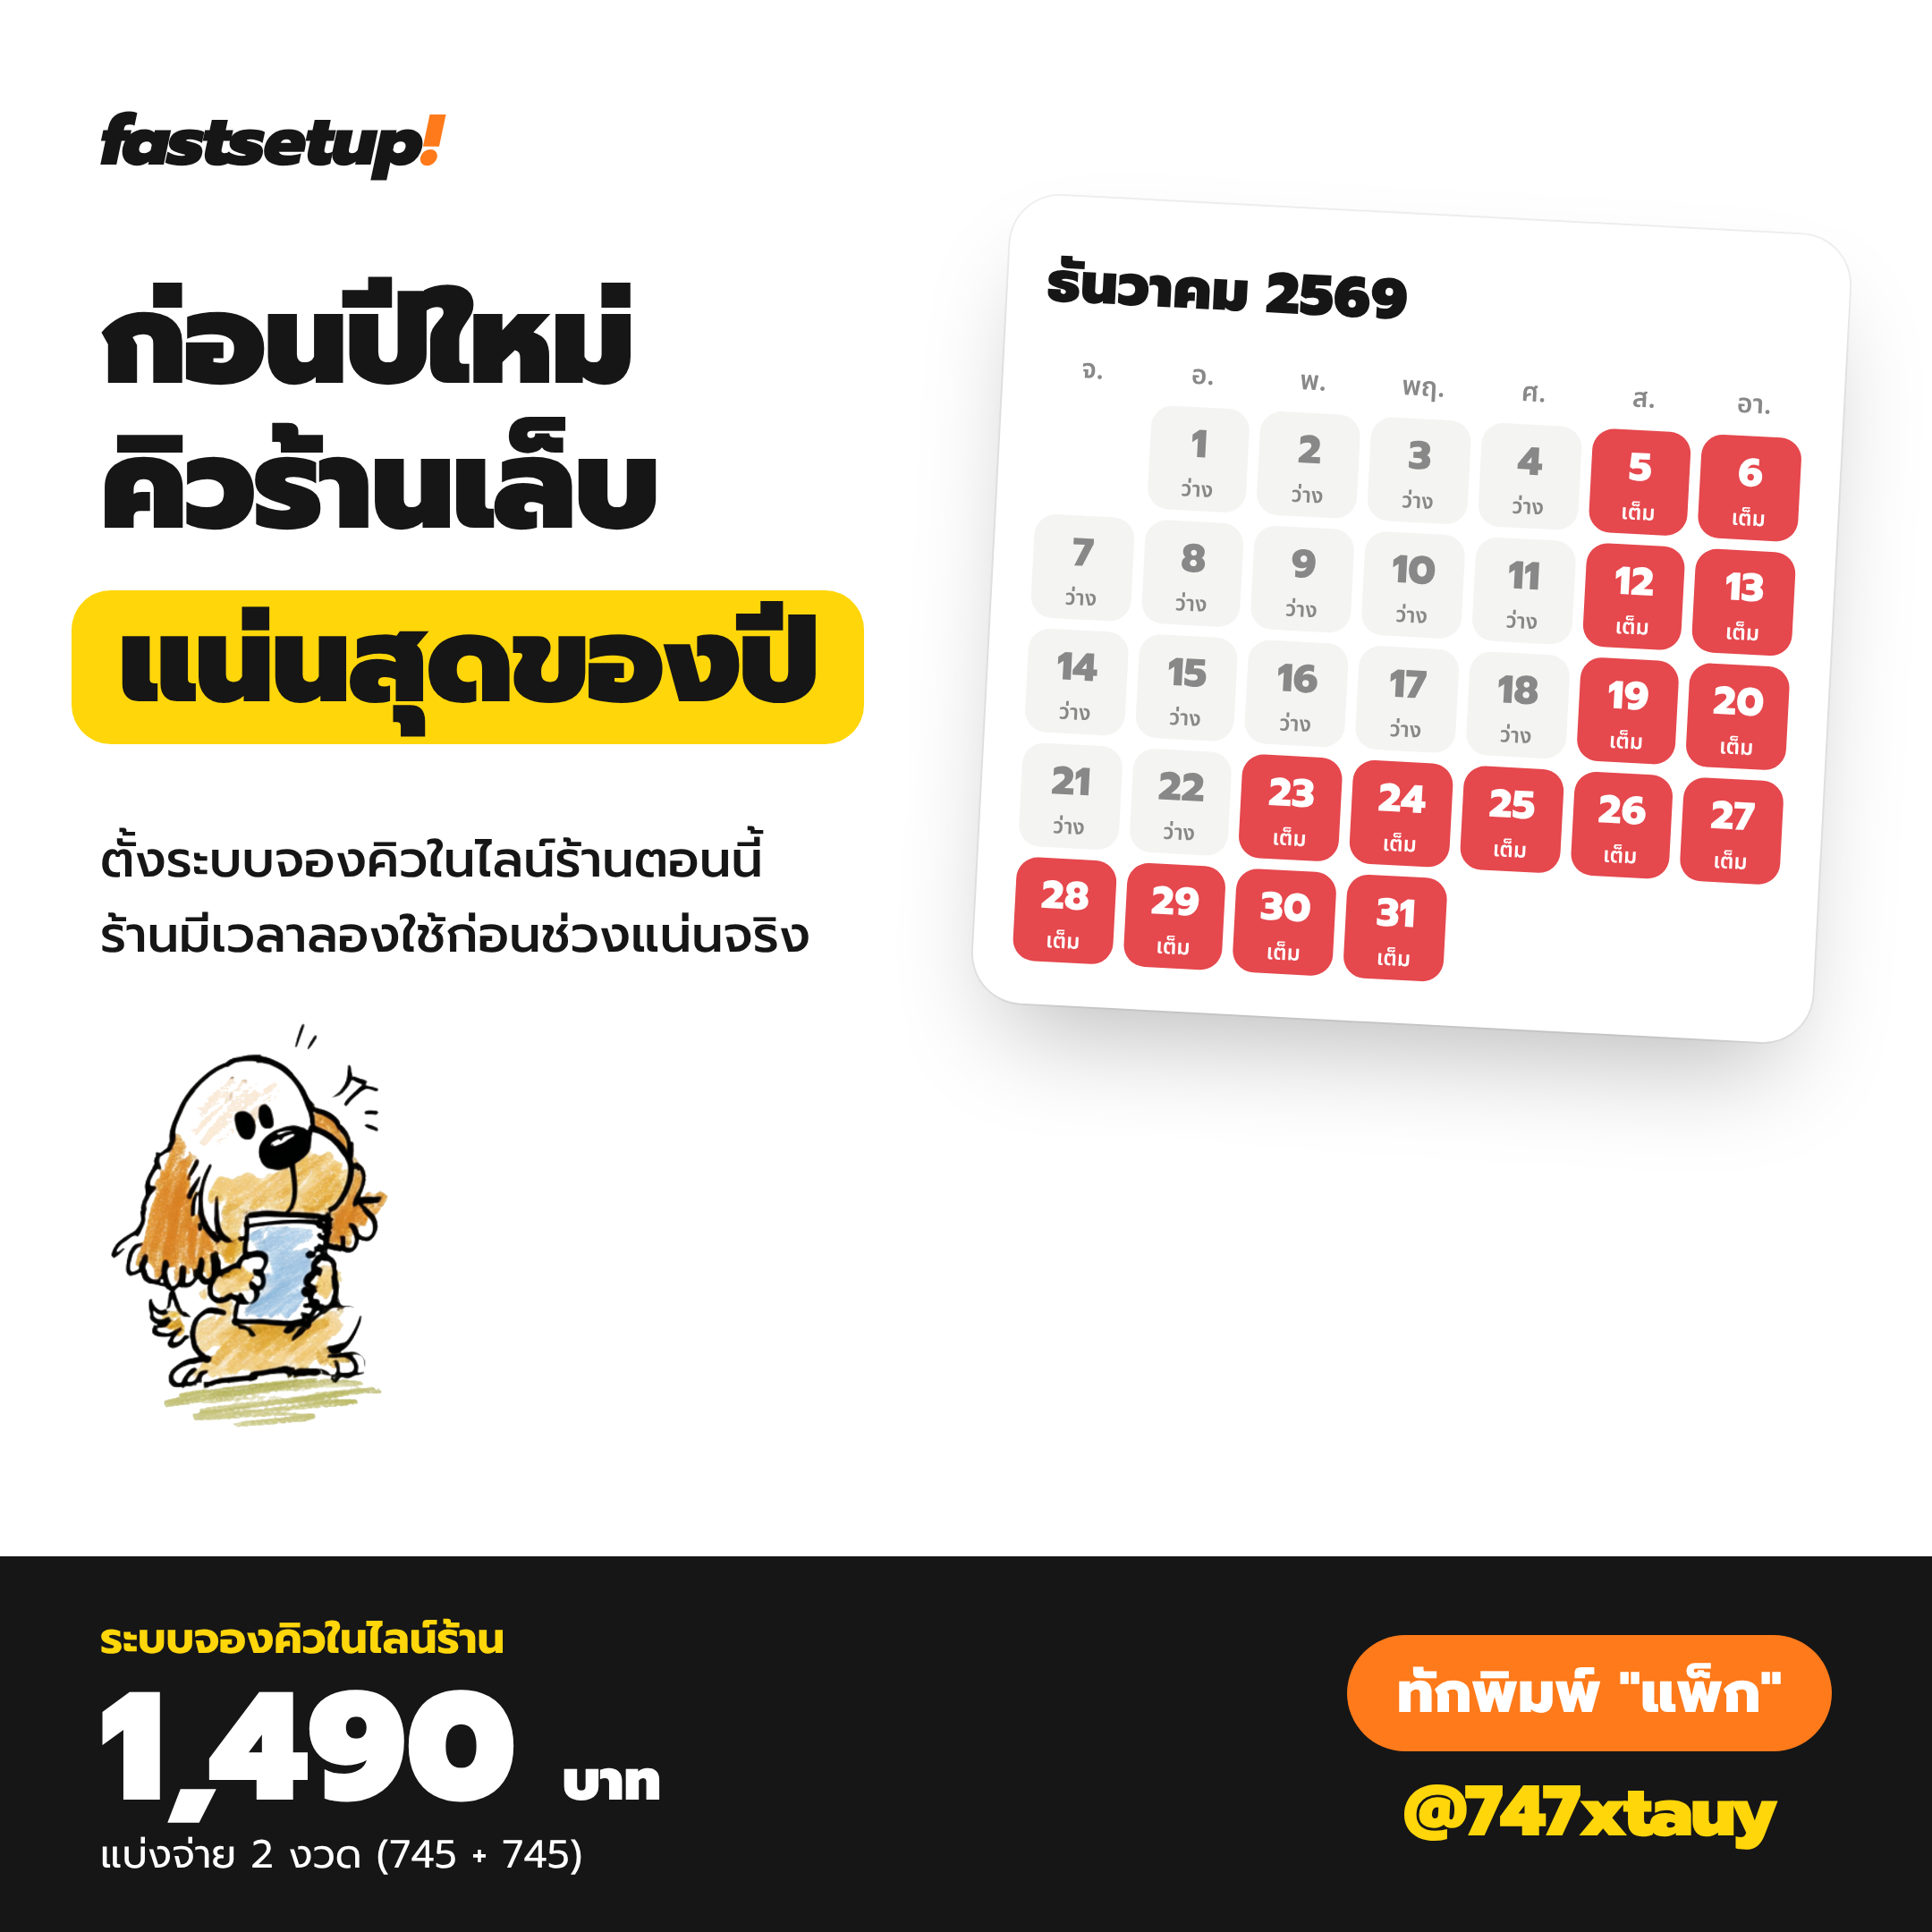 fastsetup!
ก่อนปีใหม่
คิวร้านเล็บ
แน่นสุดของปี
ตั้งระบบจองคิวในไลน์ร้านตอนนี้
ร้านมีเวลาลองใช้ก่อนช่วงแน่นจริง
ธันวาคม 2569
จ. อ. พ. พฤ. ศ. ส. อา.
1 2 3 4 5 6
ว่าง ว่าง ว่าง ว่าง เต็ม เต็ม
7 8 9 10 11 12 13
ว่าง ว่าง ว่าง ว่าง ว่าง เต็ม เต็ม
14 15 16 17 18 19 20
ว่าง ว่าง ว่าง ว่าง ว่าง เต็ม เต็ม
21 22 23 24 25 26 27
ว่าง ว่าง เต็ม เต็ม เต็ม เต็ม เต็ม
28 29 30 31
เต็ม เต็ม เต็ม เต็ม
ระบบจองคิวในไลน์ร้าน
1,490 บาท
แบ่งจ่าย 2 งวด (745 + 745)
ทักพิมพ์ "แพ็ก"
@747xtauy